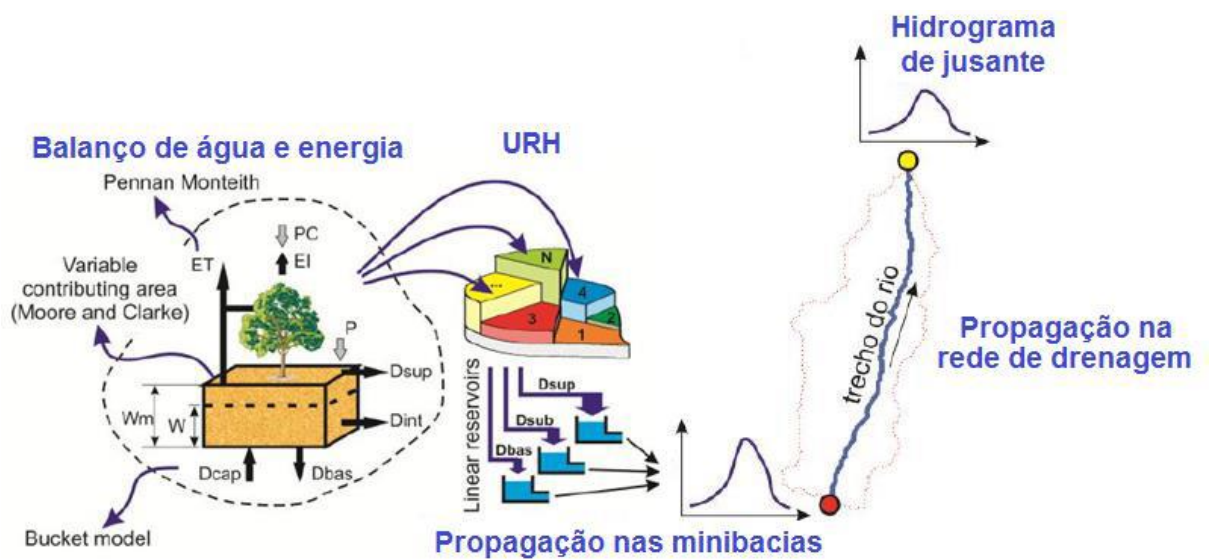 Hidrograma
de jusante
Balanço de água e energia
URH
Pennan Monteith
PC
EI
ET
Variable
contributing area
(Moore and Clarke)
P
Dsup
Wm
W
Dint
Dcap
Dbas
Bucket model
N
...
4
3
2
1
Linear reservoirs
Dsup
Dsub
Dbas
Propagação nas minibacias
trecho do rio
Propagação na
rede de drenagem